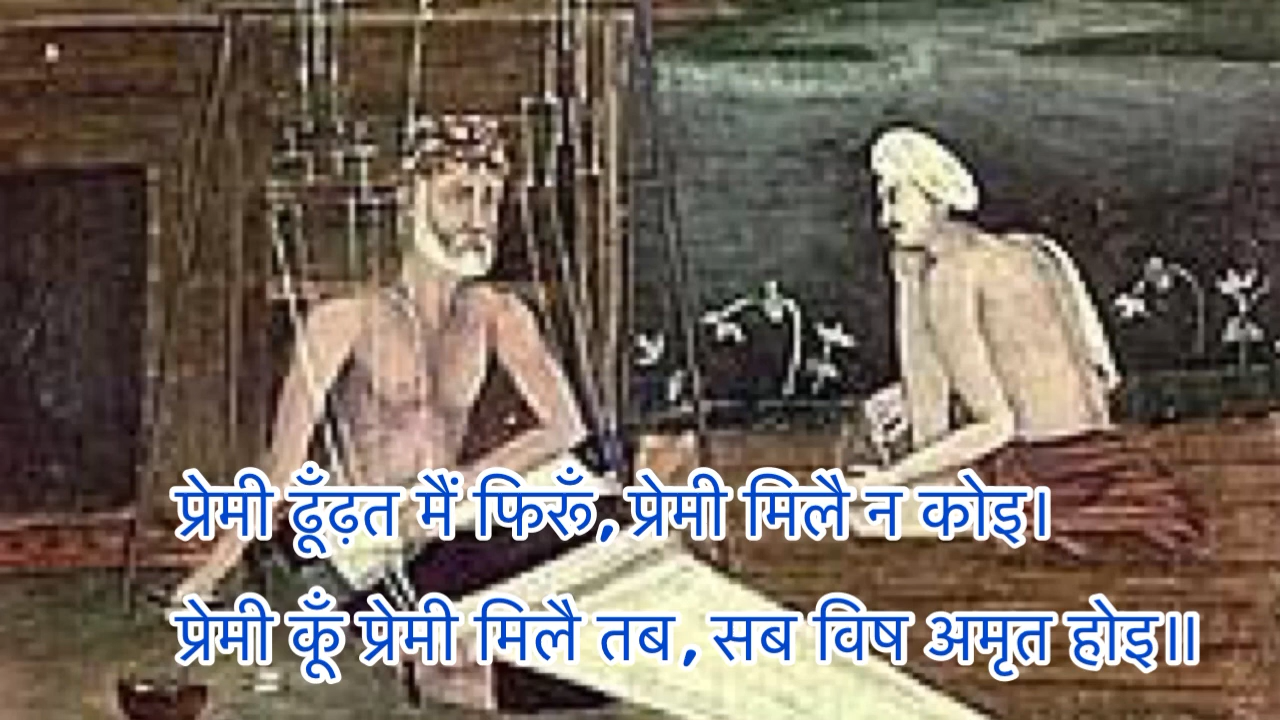 प्रेमी ढूँढ़त मैं फिरूँ, प्रेमी मिलै न कोइ।
प्रेमी कूँ प्रेमी मिलै तब, सब विष अमृत होइ॥